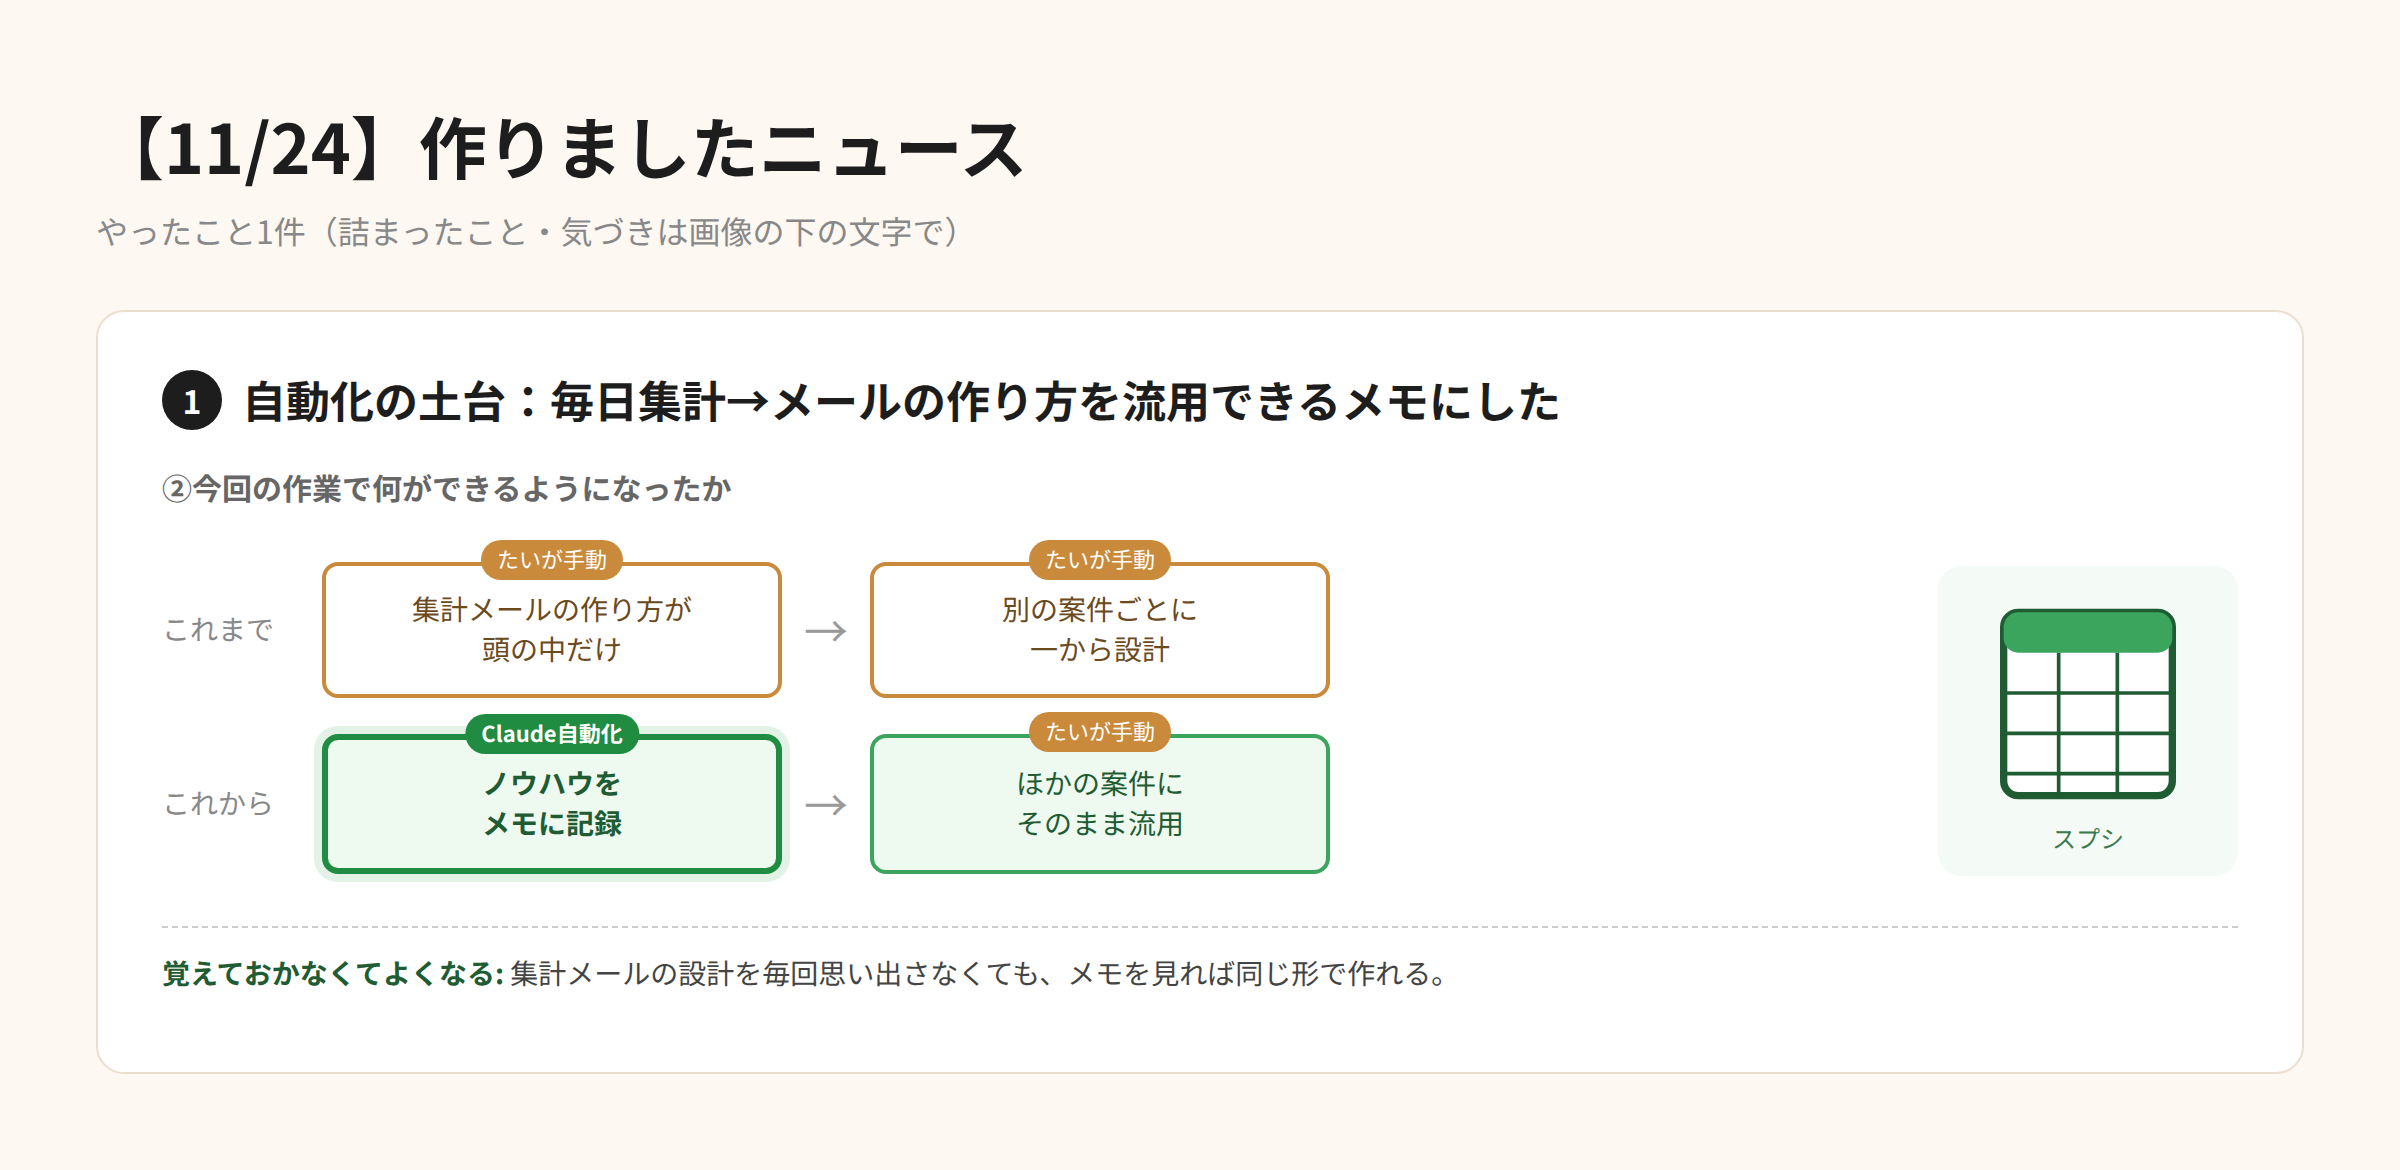 【11/24】作りましたニュース
やったこと1件（詰まったこと・気づきは画像の下の文字で）
1 自動化の土台：毎日集計→メールの作り方を流用できるメモにした
②今回の作業で何ができるようになったか
これまで
たいが手動
集計メールの作り方が
頭の中だけ
→
たいが手動
別の案件ごとに
一から設計
これから
Claude自動化
ノウハウを
メモに記録
→
たいが手動
ほかの案件に
そのまま流用
スプシ
覚えておかなくてよくなる: 集計メールの設計を毎回思い出さなくても、メモを見れば同じ形で作れる。